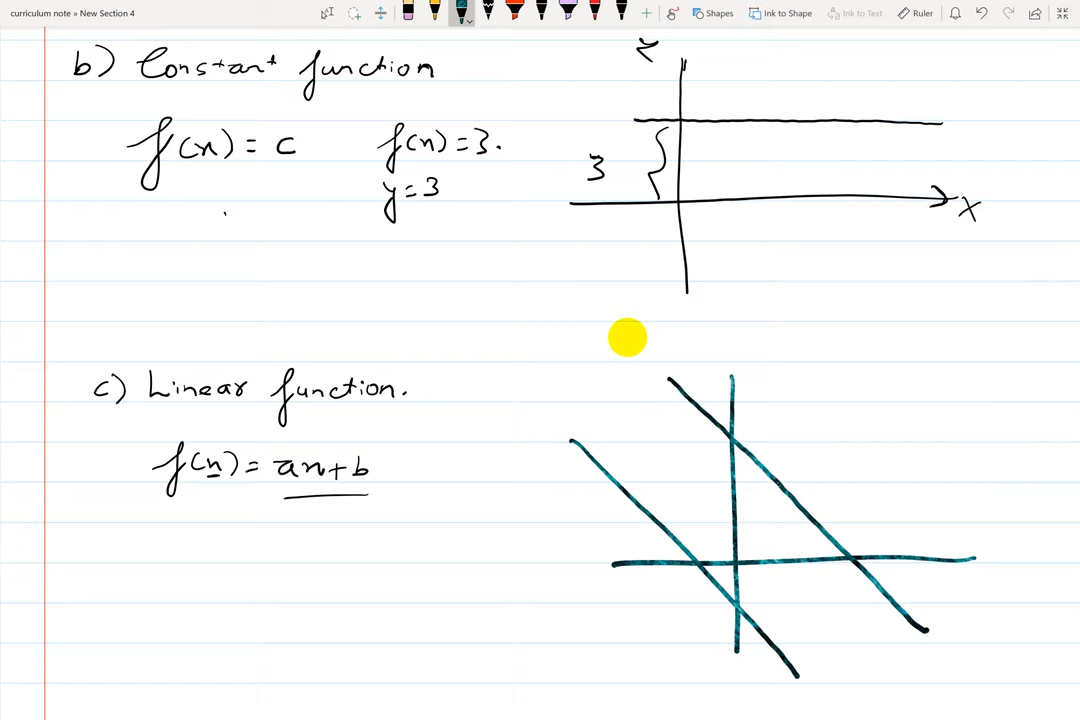 curriculum note » New Section 4
Shapes Ink to Shape Ink to Text Ruler
b) Constant function
f(x) = c f(x) = 3.
y = 3
3
X
c) Linear function.
f(x) = ax+b